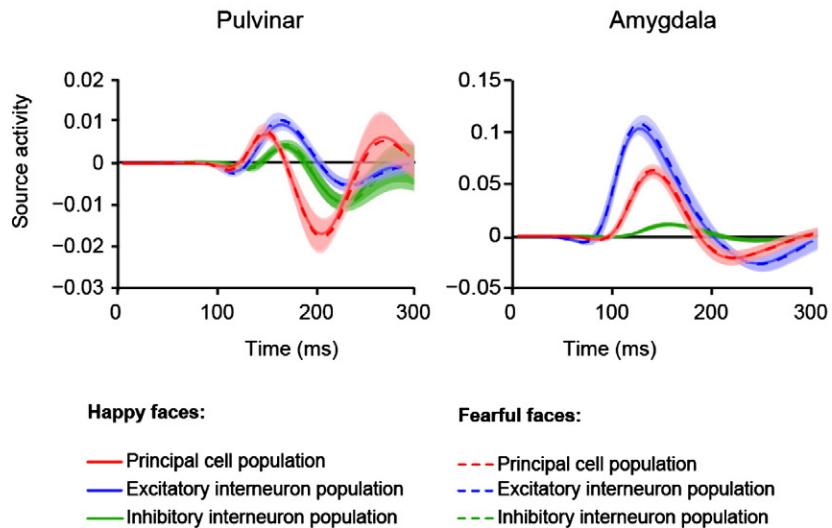 Pulvinar
Amygdala
Source activity
0.02
0.01
0
−0.01
−0.02
−0.03
0 100 200 300
Time (ms)
0.15
0.1
0.05
0
−0.05
0 100 200 300
Time (ms)
Happy faces:
Principal cell population
Excitatory interneuron population
Inhibitory interneuron population
Fearful faces:
Principal cell population
Excitatory interneuron population
Inhibitory interneuron population